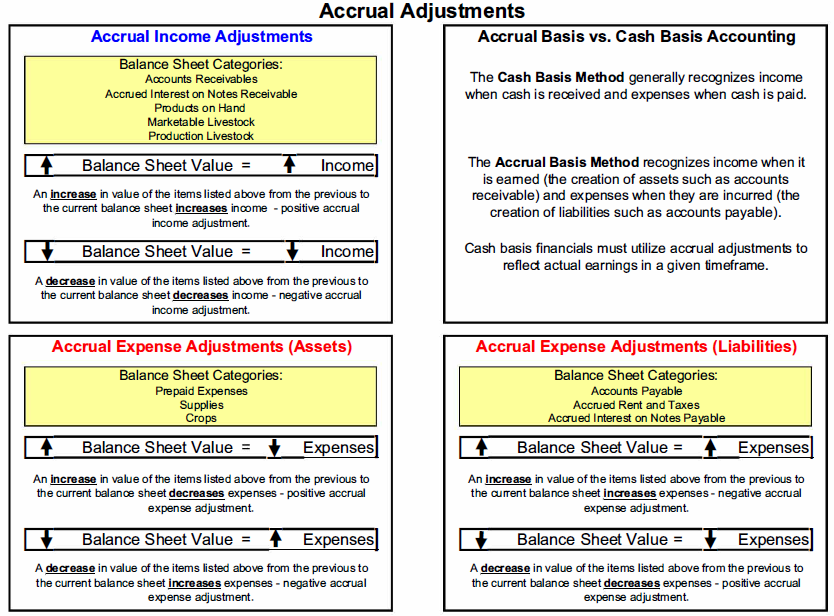 Accrual Adjustments
Accrual Income Adjustments
Balance Sheet Categories:
Accounts Receivables
Accrued Interest on Notes Receivable
Products on Hand
Marketable Livestock
Production Livestock
Balance Sheet Value = Income
An increase in value of the items listed above from the previous to
the current balance sheet increases income - positive accrual
income adjustment.
Balance Sheet Value = Income
A decrease in value of the items listed above from the previous to
the current balance sheet decreases income - negative accrual
income adjustment.
Accrual Basis vs. Cash Basis Accounting
The Cash Basis Method generally recognizes income
when cash is received and expenses when cash is paid.
The Accrual Basis Method recognizes income when it
is earned (the creation of assets such as accounts
receivable) and expenses when they are incurred (the
creation of liabilities such as accounts payable).
Cash basis financials must utilize accrual adjustments to
reflect actual earnings in a given timeframe.
Accrual Expense Adjustments (Assets)
Balance Sheet Categories:
Prepaid Expenses
Supplies
Crops
Balance Sheet Value = Expenses
An increase in value of the items listed above from the previous to
the current balance sheet decreases expenses - positive accrual
expense adjustment.
Balance Sheet Value = Expenses
A decrease in value of the items listed above from the previous to
the current balance sheet increases expenses - negative accrual
expense adjustment.
Accrual Expense Adjustments (Liabilities)
Balance Sheet Categories:
Accounts Payable
Accrued Rent and Taxes
Accrued Interest on Notes Payable
Balance Sheet Value = Expenses
An increase in value of the items listed above from the previous to
the current balance sheet increases expenses - negative accrual
expense adjustment.
Balance Sheet Value = Expenses
A decrease in value of the items listed above from the previous to
the current balance sheet decreases expenses - positive accrual
expense adjustment.